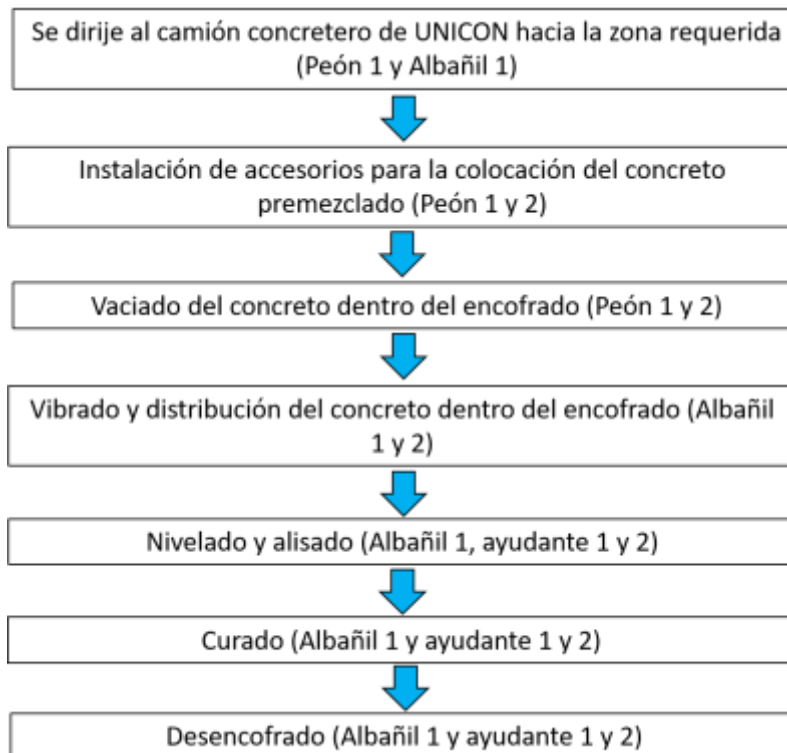 Se dirije al camión concretero de UNICON hacia la zona requerida
(Peón 1 y Albañil 1)
Instalación de accesorios para la colocación del concreto
premezclado (Peón 1 y 2)
Vaciado del concreto dentro del encofrado (Peón 1 y 2)
Vibrado y distribución del concreto dentro del encofrado (Albañil
1 y 2)
Nivelado y alisado (Albañil 1, ayudante 1 y 2)
Curado (Albañil 1 y ayudante 1 y 2)
Desencofrado (Albañil 1 y ayudante 1 y 2)